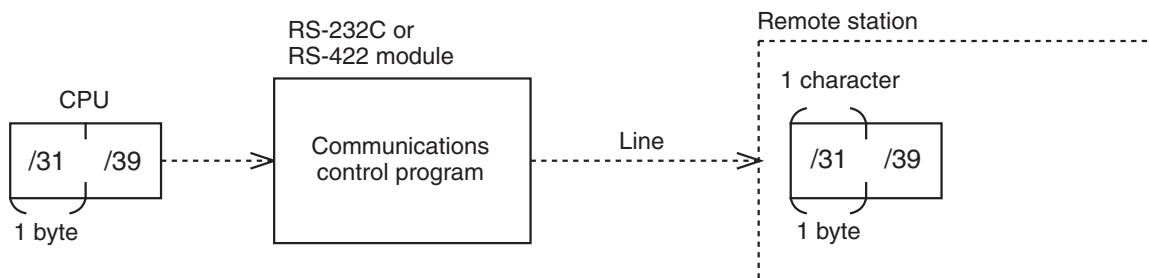 RS-232C or
RS-422 module
Remote station
CPU
1 character
/31 /39
Communications
control program
Line
/31 /39
1 byte
1 byte